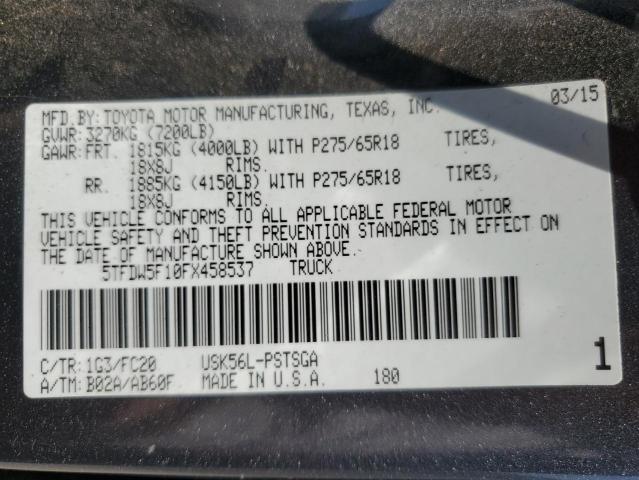 MFD.BY:TOYOTA MOTOR MANUFACTURING, TEXAS, INC. 03/15
GVWR:3270KG (7200LB)
GAWR:FRT. 1815KG (4000LB) WITH P275/65R18 TIRES,
18X8J RIMS.
RR. 1885KG (4150LB) WITH P275/65R18 TIRES,
18X8J RIMS.
THIS VEHICLE CONFORMS TO ALL APPLICABLE FEDERAL MOTOR
VEHICLE SAFETY AND THEFT PREVENTION STANDARDS IN EFFECT ON
THE DATE OF MANUFACTURE SHOWN ABOVE.
5TFDW5F10FX458537 TRUCK
C/TR:1G3/FC20 USK56L-PSTSGA
A/TM:B02A/AB60F MADE IN U.S.A. 180
1